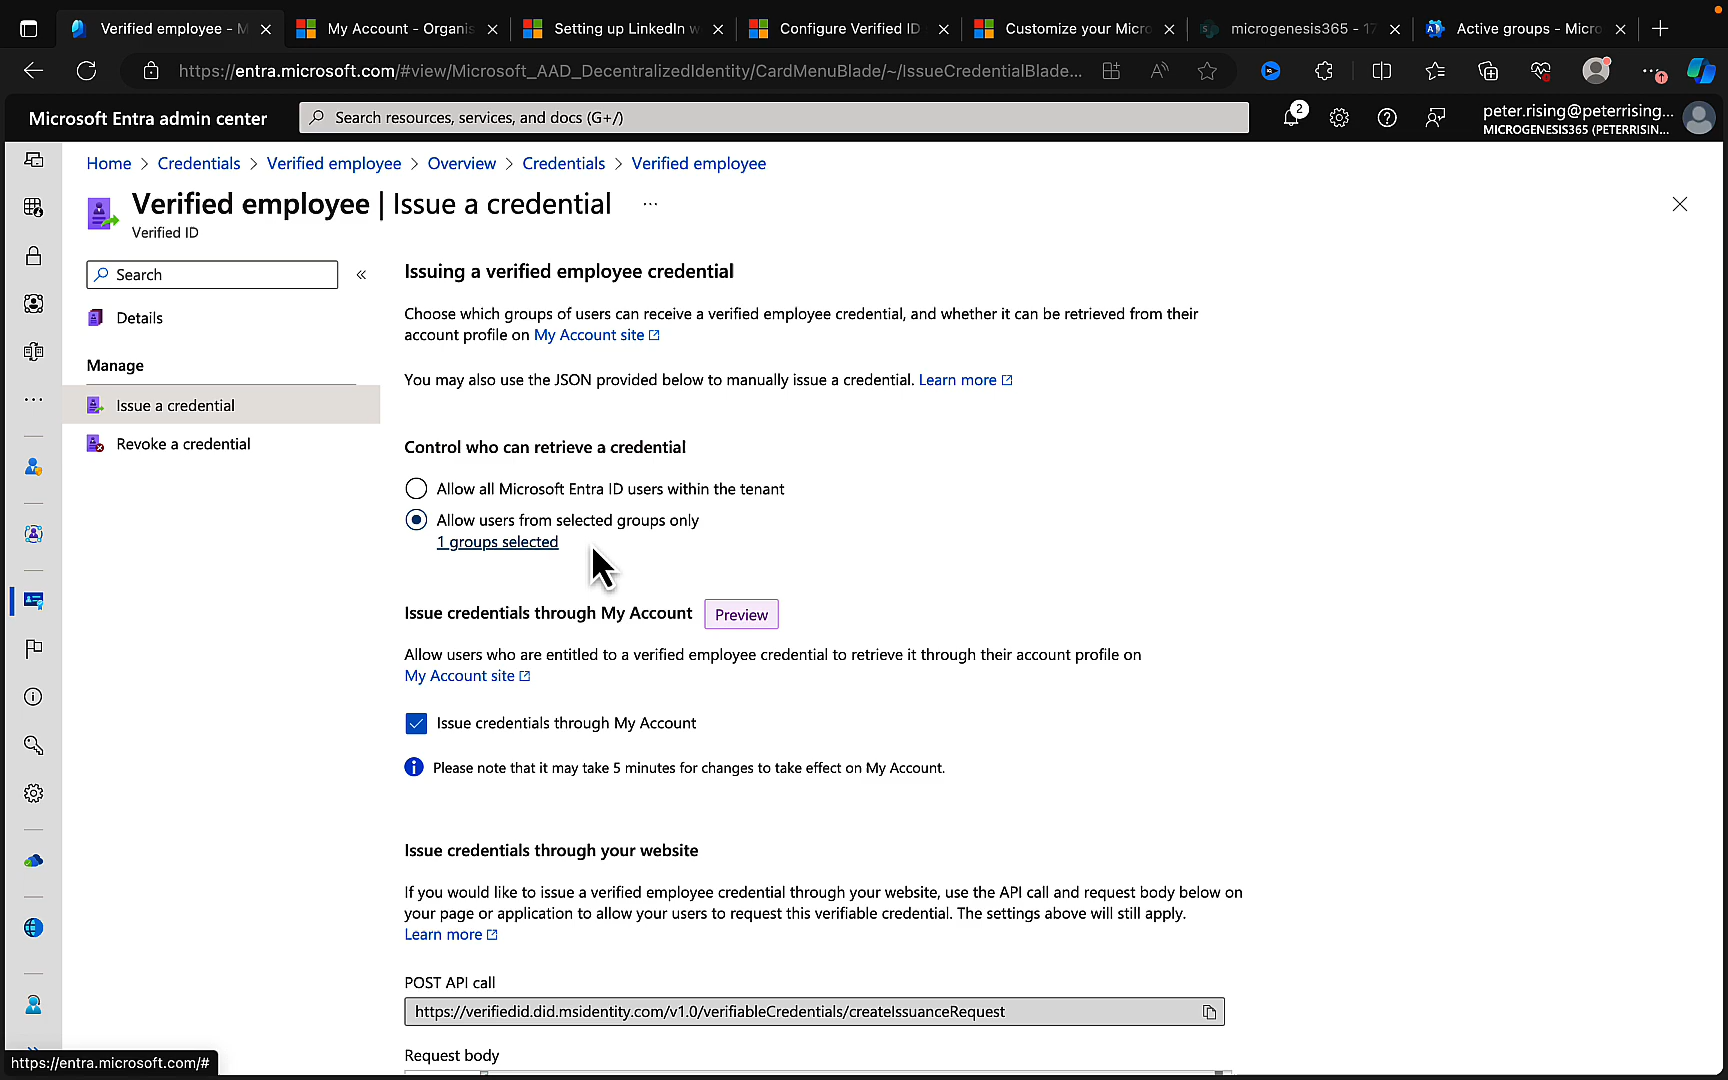 Verified employee - M
My Account - Organis
Setting up LinkedIn w
Configure Verified ID
Customize your Micro
microgenesis365 - 17
Active groups - Micro
https://entra.microsoft.com/#view/Microsoft_AAD_DecentralizedIdentity/CardMenuBlade/~/IssueCredentialBlade...
Microsoft Entra admin center
Search resources, services, and docs (G+/)
2
peter.rising@peterrising...
MICROGENESIS365 (PETERRISIN...
Home > Credentials > Verified employee > Overview > Credentials > Verified employee
Verified employee | Issue a credential ...
Verified ID
Search
«
Details
Manage
Issue a credential
Revoke a credential
Issuing a verified employee credential
Choose which groups of users can receive a verified employee credential, and whether it can be retrieved from their
account profile on My Account site
You may also use the JSON provided below to manually issue a credential. Learn more
Control who can retrieve a credential
Allow all Microsoft Entra ID users within the tenant
Allow users from selected groups only
1 groups selected
Issue credentials through My Account Preview
Allow users who are entitled to a verified employee credential to retrieve it through their account profile on
My Account site
Issue credentials through My Account
Please note that it may take 5 minutes for changes to take effect on My Account.
Issue credentials through your website
If you would like to issue a verified employee credential through your website, use the API call and request body below on
your page or application to allow your users to request this verifiable credential. The settings above will still apply.
Learn more
POST API call
https://verifiedid.did.msidentity.com/v1.0/verifiableCredentials/createIssuanceRequest
Request body
https://entra.microsoft.com/#